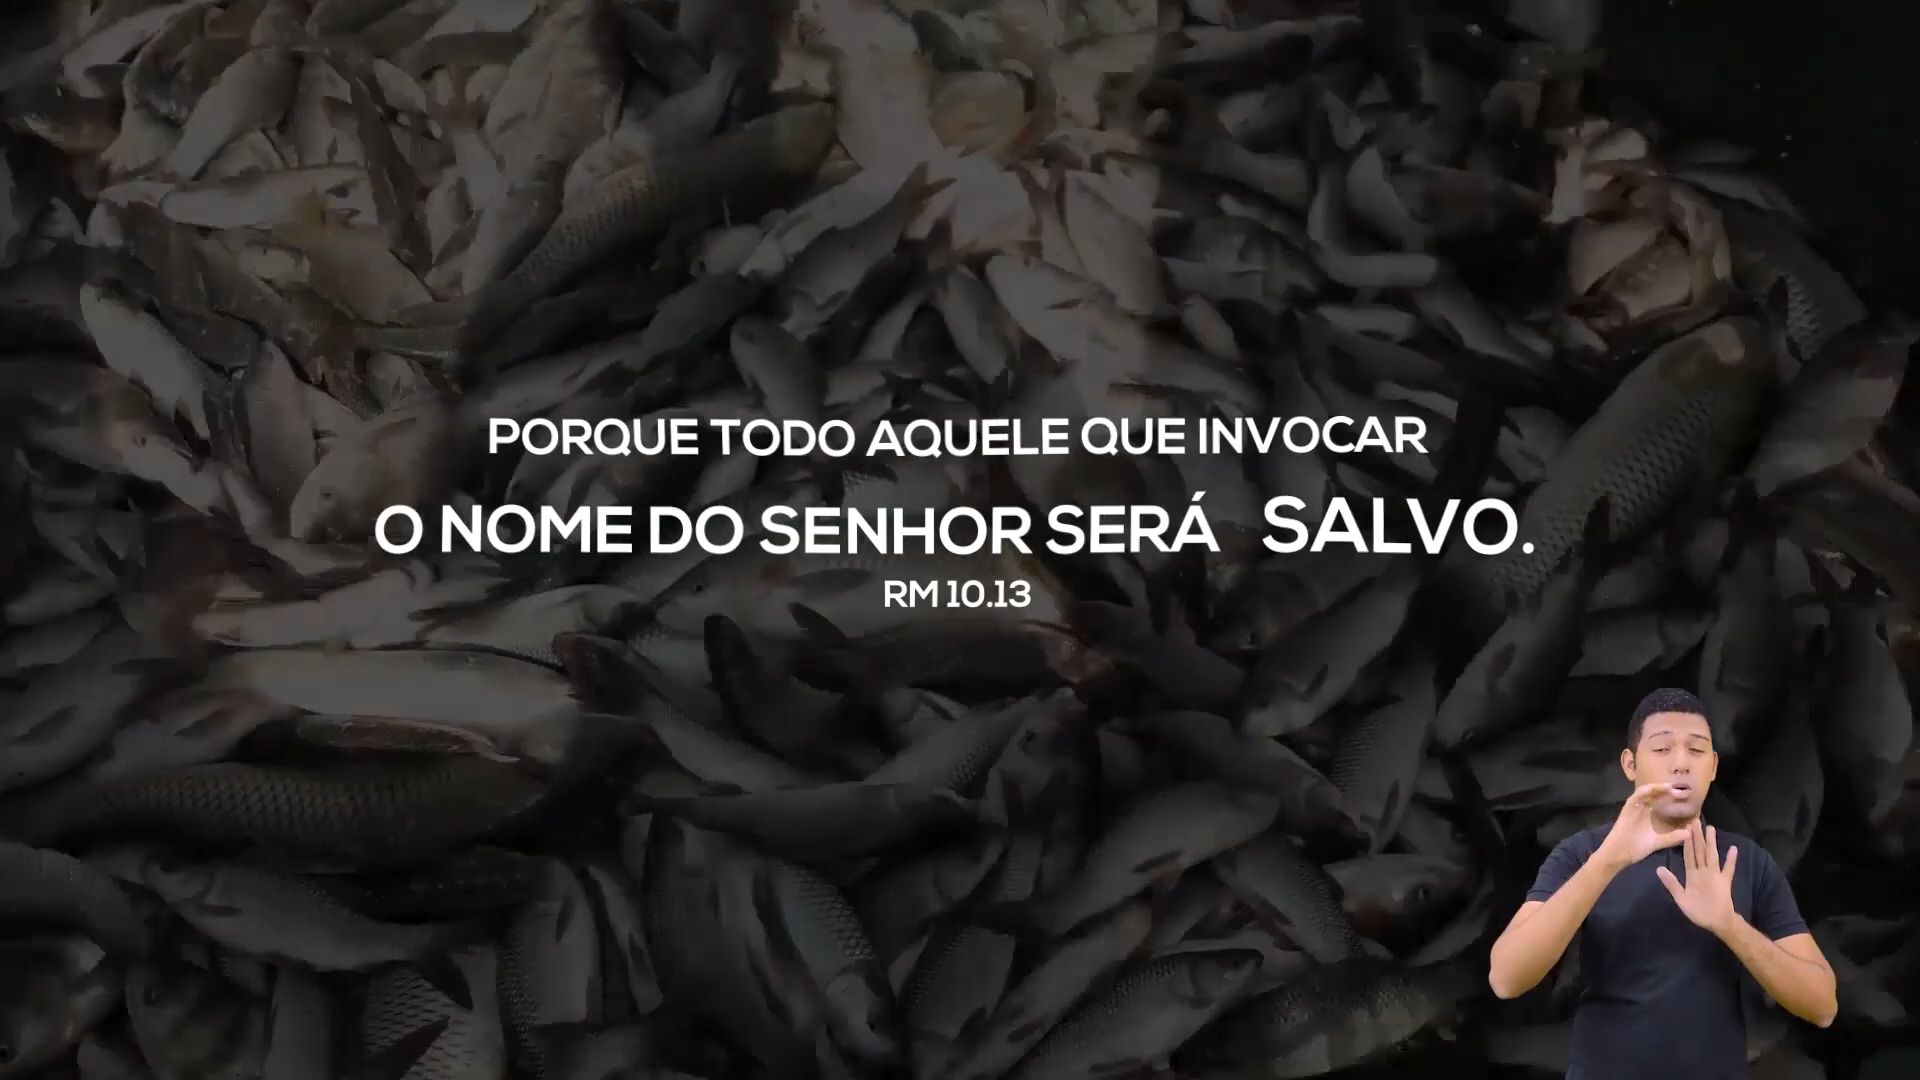 PORQUE TODO AQUELE QUE INVOCAR
O NOME DO SENHOR SERÁ SALVO.
RM 10.13